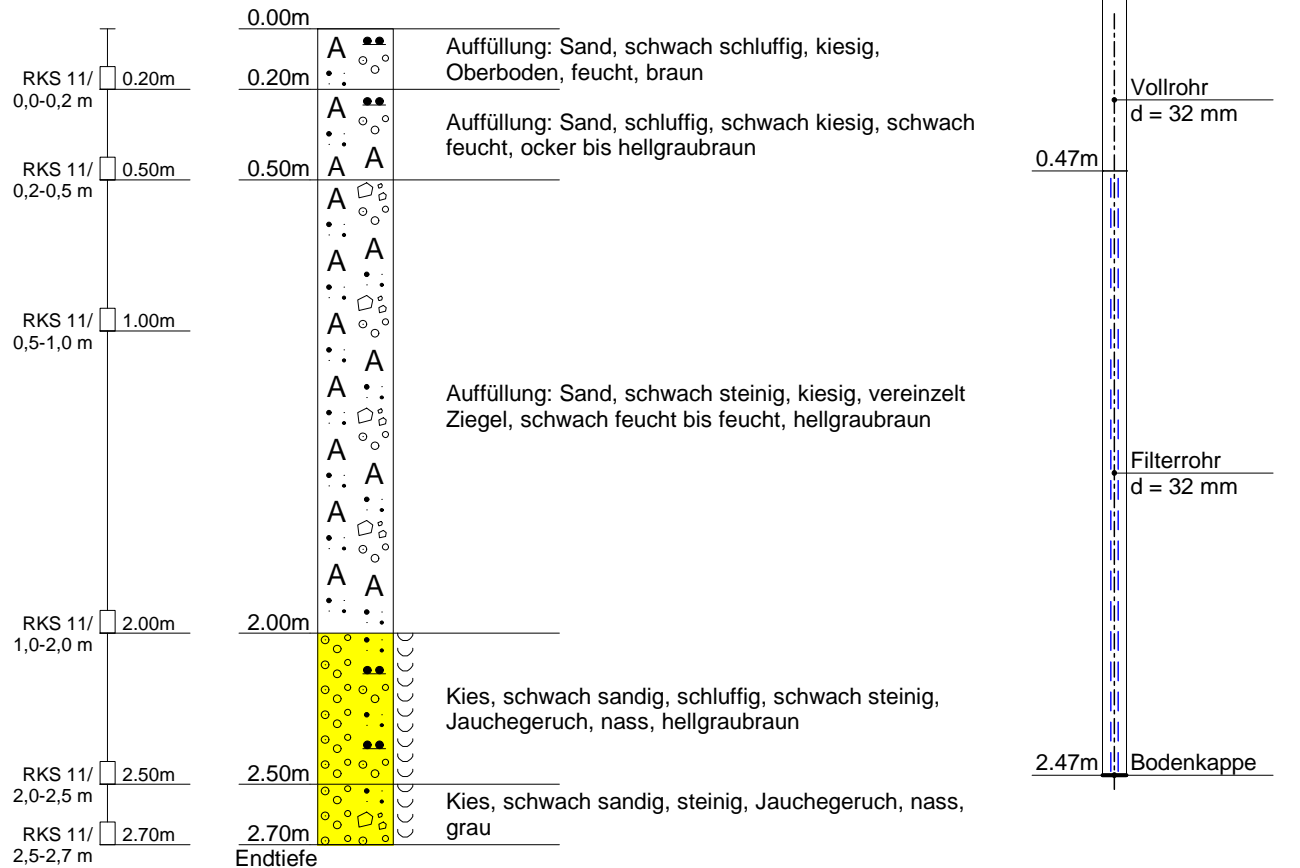 RKS 11/ 0.20m
0,0-0,2 m
RKS 11/ 0.50m
0,2-0,5 m
RKS 11/ 1.00m
0,5-1,0 m
RKS 11/ 2.00m
1,0-2,0 m
RKS 11/ 2.50m
2,0-2,5 m
RKS 11/ 2.70m
2,5-2,7 m
0.00m
A
Auffüllung: Sand, schwach schluffig, kiesig,
Oberboden, feucht, braun
0.20m
A
Auffüllung: Sand, schluffig, schwach kiesig, schwach
feucht, ocker bis hellgraubraun
A A
0.50m
A
A
A
A
A
A
A
A
A
A
A
Auffüllung: Sand, schwach steinig, kiesig, vereinzelt
Ziegel, schwach feucht bis feucht, hellgraubraun
2.00m
Kies, schwach sandig, schluffig, schwach steinig,
Jauchegeruch, nass, hellgraubraun
2.50m
Kies, schwach sandig, steinig, Jauchegeruch, nass,
grau
2.70m
Endtiefe
Vollrohr
d = 32 mm
0.47m
Filterrohr
d = 32 mm
2.47m Bodenkappe